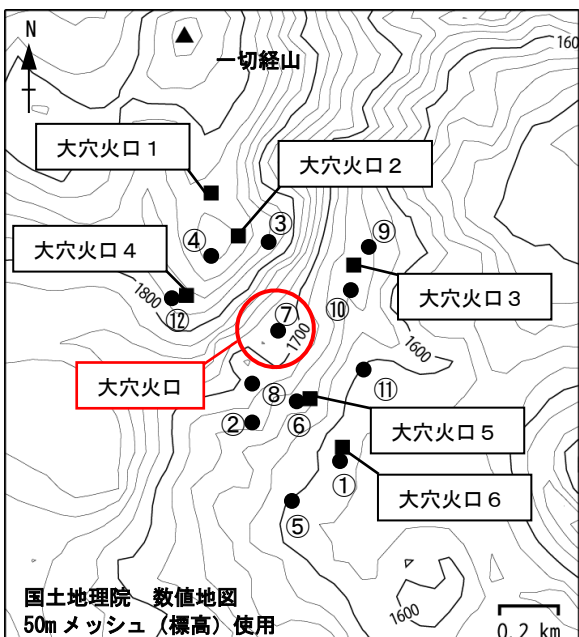 N
一切経山
160
大穴火口1
大穴火口2
③
④
⑨
大穴火口4
大穴火口3
1800
⑫
⑩
⑦
1700
1600
大穴火口
⑧
⑪
②
⑥
大穴火口5
①
⑤
大穴火口6
1600
国土地理院 数値地図
50mメッシュ(標高)使用
0.2 km